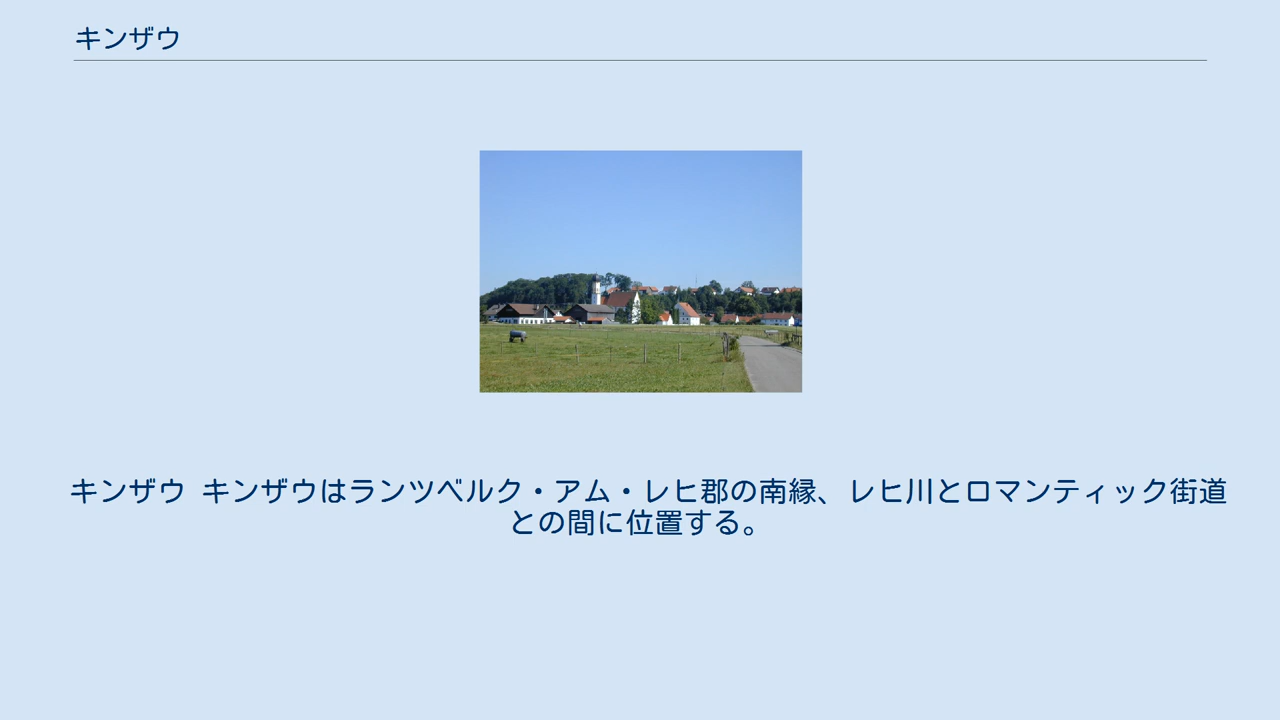 キンザウ
キンザウ キンザウはランツベルク・アム・レヒ郡の南縁、レヒ川とロマンティック街道
との間に位置する。